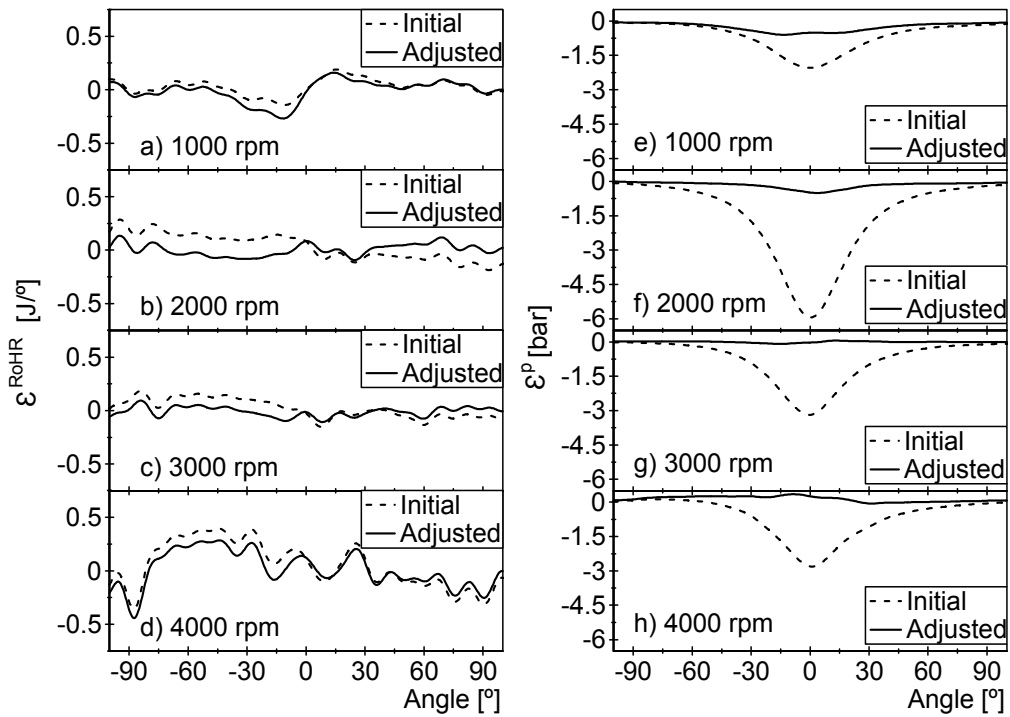 ε^RoHR [J/º]
0.5
0
-0.5
Initial
Adjusted
a) 1000 rpm
0.5
0
-0.5
Initial
Adjusted
b) 2000 rpm
0.5
0
-0.5
Initial
Adjusted
c) 3000 rpm
0.5
0
-0.5
Initial
Adjusted
d) 4000 rpm
-90 -60 -30 0 30 60 90
Angle [º]
ε^p [bar]
0
-1.5
-3
-4.5
-6
Initial
Adjusted
e) 1000 rpm
0
-1.5
-3
-4.5
-6
Initial
Adjusted
f) 2000 rpm
0
-1.5
-3
-4.5
-6
Initial
Adjusted
g) 3000 rpm
0
-1.5
-3
-4.5
-6
Initial
Adjusted
h) 4000 rpm
-90 -60 -30 0 30 60 90
Angle [º]